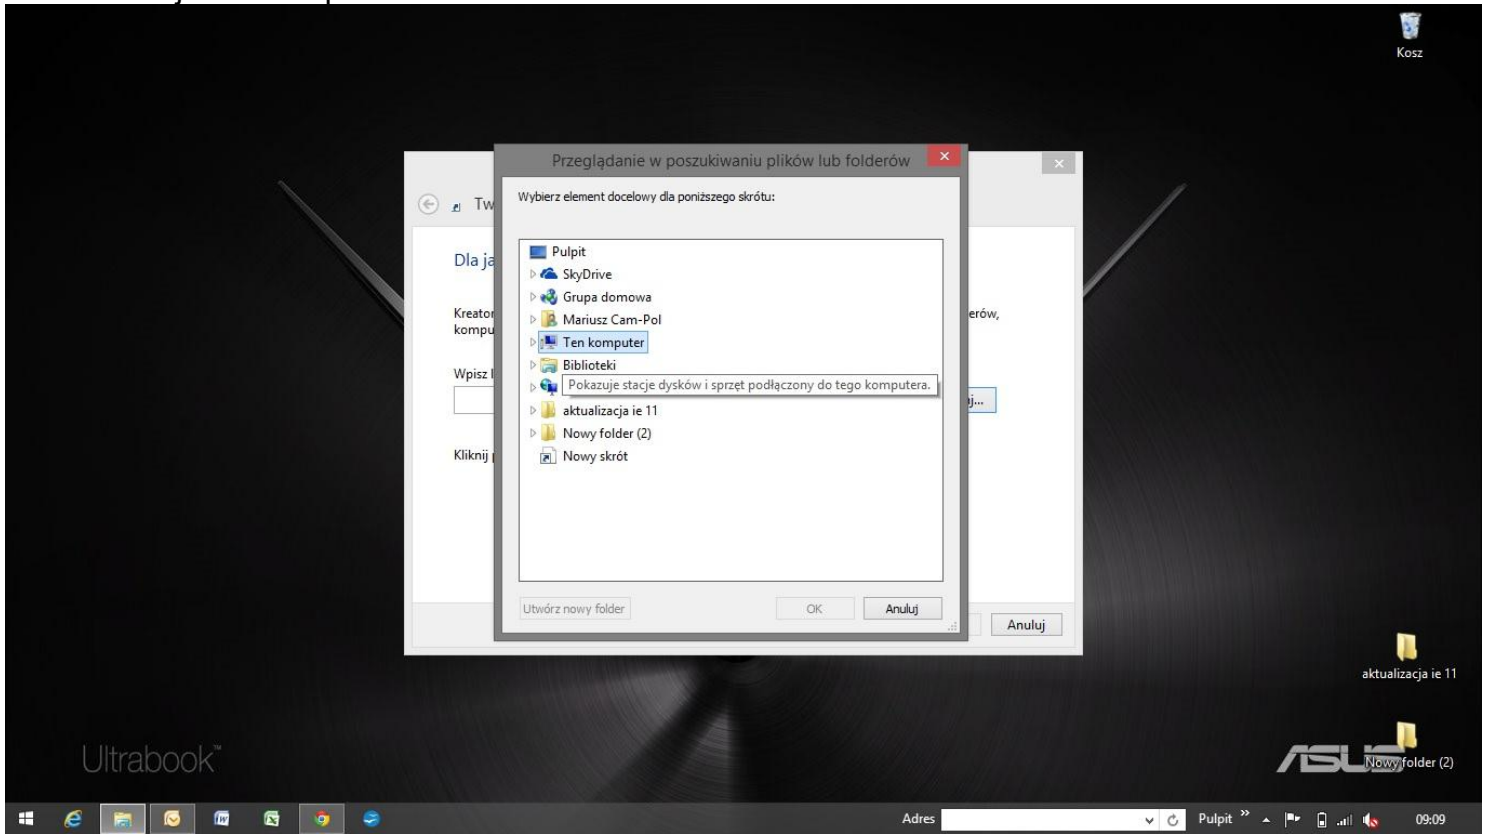 Kosz
Przeglądanie w poszukiwaniu plików lub folderów
Wybierz element docelowy dla poniższego skrótu:
Tw
Pulpit
Dla ja
SkyDrive
Grupa domowa
Kreator
Mariusz Cam-Pol
erów,
kompu
Ten komputer
Biblioteki
Wpisz l
Pokazuje stacje dysków i sprzęt podłączony do tego komputera.
j...
aktualizacja ie 11
Nowy folder (2)
Kliknij
Nowy skrót
Utwórz nowy folder
OK
Anuluj
Anuluj
aktualizacja ie 11
Ultrabook™
ASUS
Nowy folder (2)
Adres
Pulpit
09:09